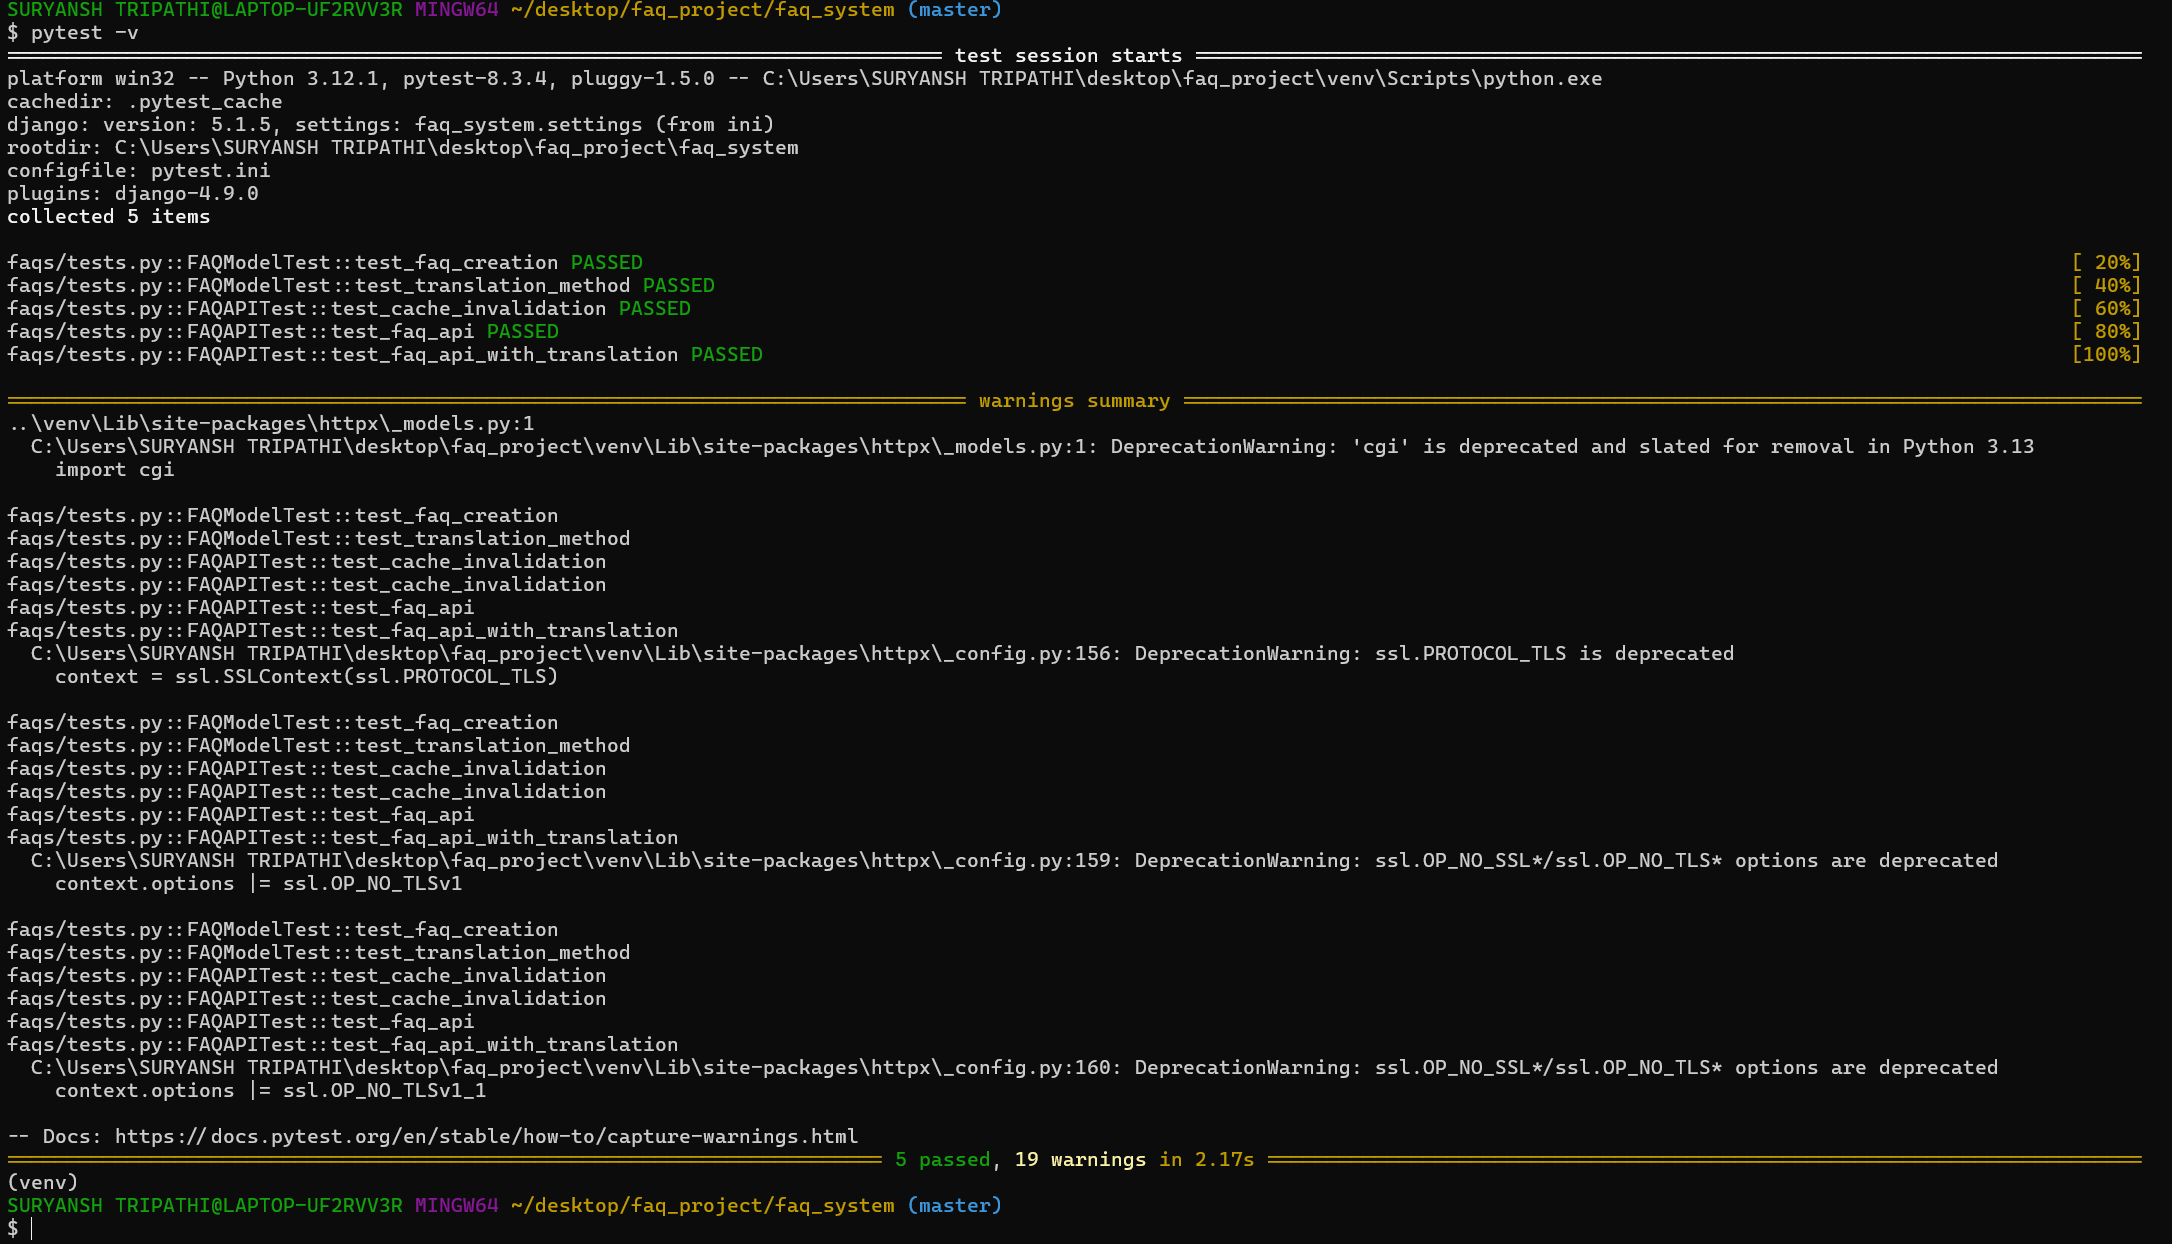 SURYANSH TRIPATHI@LAPTOP-UF2RVV3R MINGW64 ~/desktop/faq_project/faq_system (master)
$ pytest -v
test session starts
platform win32 -- Python 3.12.1, pytest-8.3.4, pluggy-1.5.0 -- C:\Users\SURYANSH TRIPATHI\desktop\faq_project\venv\Scripts\python.exe
cachedir: .pytest_cache
django: version: 5.1.5, settings: faq_system.settings (from ini)
rootdir: C:\Users\SURYANSH TRIPATHI\desktop\faq_project\faq_system
configfile: pytest.ini
plugins: django-4.9.0
collected 5 items
faqs/tests.py::FAQModelTest::test_faq_creation PASSED [ 20%]
faqs/tests.py::FAQModelTest::test_translation_method PASSED [ 40%]
faqs/tests.py::FAQAPITest::test_cache_invalidation PASSED [ 60%]
faqs/tests.py::FAQAPITest::test_faq_api PASSED [ 80%]
faqs/tests.py::FAQAPITest::test_faq_api_with_translation PASSED [100%]
warnings summary
..\venv\Lib\site-packages\httpx\_models.py:1
C:\Users\SURYANSH TRIPATHI\desktop\faq_project\venv\Lib\site-packages\httpx\_models.py:1: DeprecationWarning: 'cgi' is deprecated and slated for removal in Python 3.13
import cgi
faqs/tests.py::FAQModelTest::test_faq_creation
faqs/tests.py::FAQModelTest::test_translation_method
faqs/tests.py::FAQAPITest::test_cache_invalidation
faqs/tests.py::FAQAPITest::test_cache_invalidation
faqs/tests.py::FAQAPITest::test_faq_api
faqs/tests.py::FAQAPITest::test_faq_api_with_translation
C:\Users\SURYANSH TRIPATHI\desktop\faq_project\venv\Lib\site-packages\httpx\_config.py:156: DeprecationWarning: ssl.PROTOCOL_TLS is deprecated
context = ssl.SSLContext(ssl.PROTOCOL_TLS)
faqs/tests.py::FAQModelTest::test_faq_creation
faqs/tests.py::FAQModelTest::test_translation_method
faqs/tests.py::FAQAPITest::test_cache_invalidation
faqs/tests.py::FAQAPITest::test_cache_invalidation
faqs/tests.py::FAQAPITest::test_faq_api
faqs/tests.py::FAQAPITest::test_faq_api_with_translation
C:\Users\SURYANSH TRIPATHI\desktop\faq_project\venv\Lib\site-packages\httpx\_config.py:159: DeprecationWarning: ssl.OP_NO_SSL*/ssl.OP_NO_TLS* options are deprecated
context.options |= ssl.OP_NO_TLSv1
faqs/tests.py::FAQModelTest::test_faq_creation
faqs/tests.py::FAQModelTest::test_translation_method
faqs/tests.py::FAQAPITest::test_cache_invalidation
faqs/tests.py::FAQAPITest::test_cache_invalidation
faqs/tests.py::FAQAPITest::test_faq_api
faqs/tests.py::FAQAPITest::test_faq_api_with_translation
C:\Users\SURYANSH TRIPATHI\desktop\faq_project\venv\Lib\site-packages\httpx\_config.py:160: DeprecationWarning: ssl.OP_NO_SSL*/ssl.OP_NO_TLS* options are deprecated
context.options |= ssl.OP_NO_TLSv1_1
-- Docs: https://docs.pytest.org/en/stable/how-to/capture-warnings.html
5 passed, 19 warnings in 2.17s
(venv)
SURYANSH TRIPATHI@LAPTOP-UF2RVV3R MINGW64 ~/desktop/faq_project/faq_system (master)
$